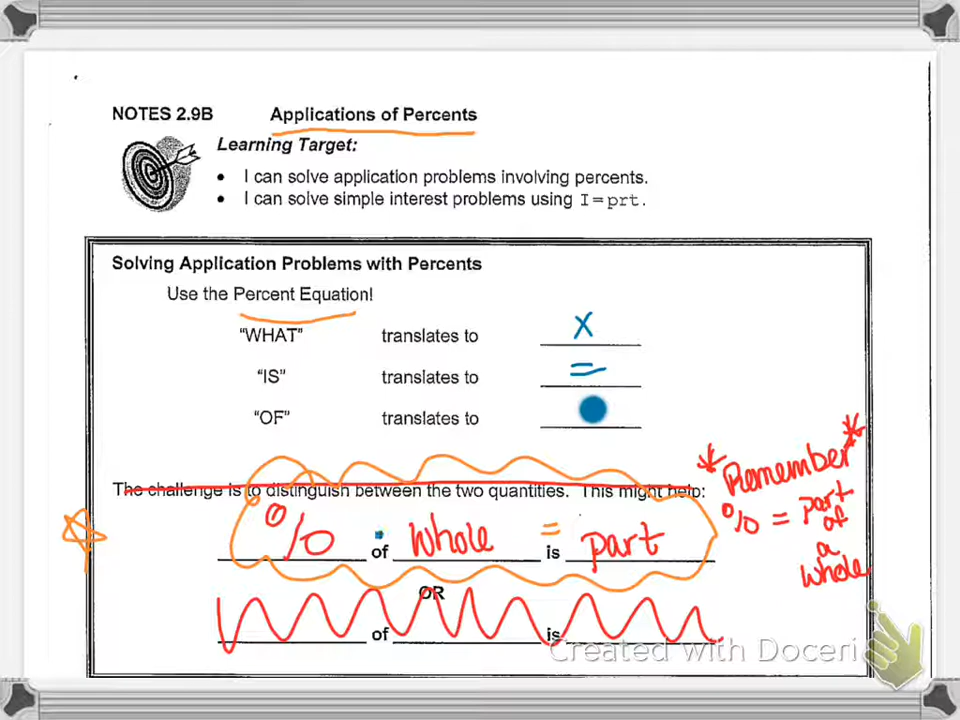 NOTES 2.9B Applications of Percents
Learning Target:
• I can solve application problems involving percents.
• I can solve simple interest problems using I=prt.
Solving Application Problems with Percents
Use the Percent Equation!
“WHAT” translates to x
“IS” translates to =
“OF” translates to •
The challenge is to distinguish between the two quantities. This might help:
% • of whole = is part
OR
of is
*Remember*
% = part
of
a
whole
Created with Doceri